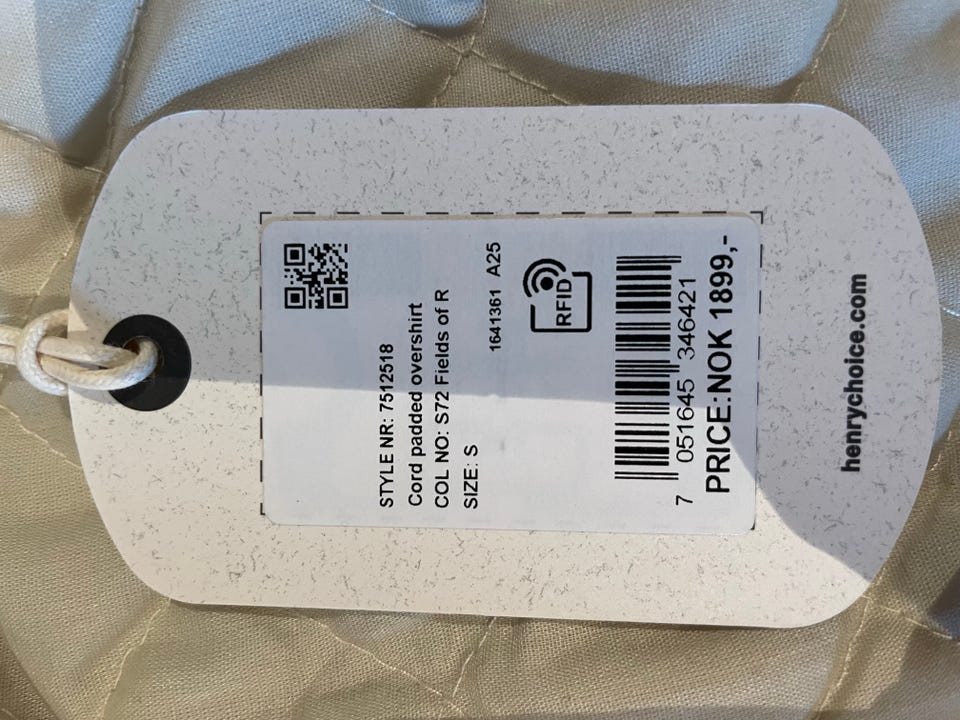 STYLE NR: 7512518
Cord padded overshirt
COL NO: S72 Fields of R
SIZE: S
1641361 A25
RFID
7 051645 346421
PRICE:NOK 1899,-
henrychoice.com